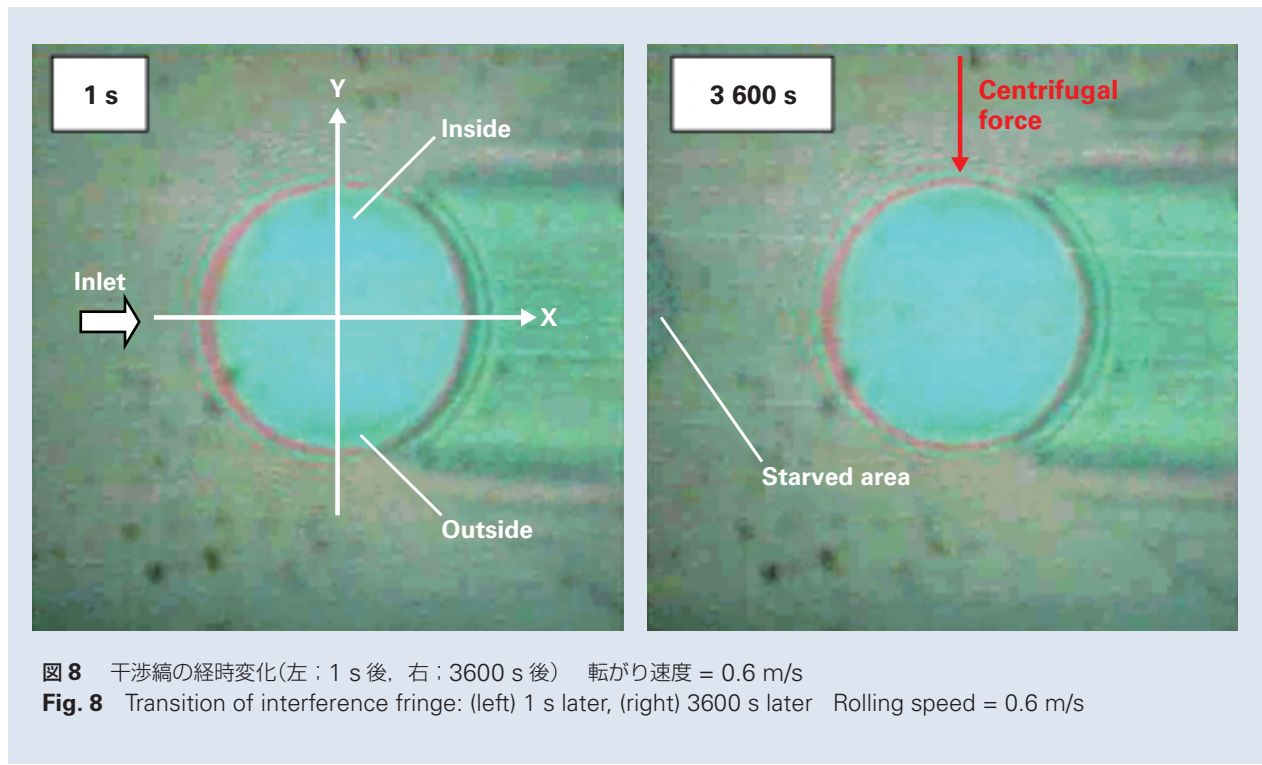 1 s
Y
Inside
Inlet
X
Outside
3 600 s
Centrifugal
force
Starved area
図8 干渉縞の経時変化(左；1 s後，右；3600 s後) 転がり速度 = 0.6 m/s
Fig. 8 Transition of interference fringe: (left) 1 s later, (right) 3600 s later Rolling speed = 0.6 m/s